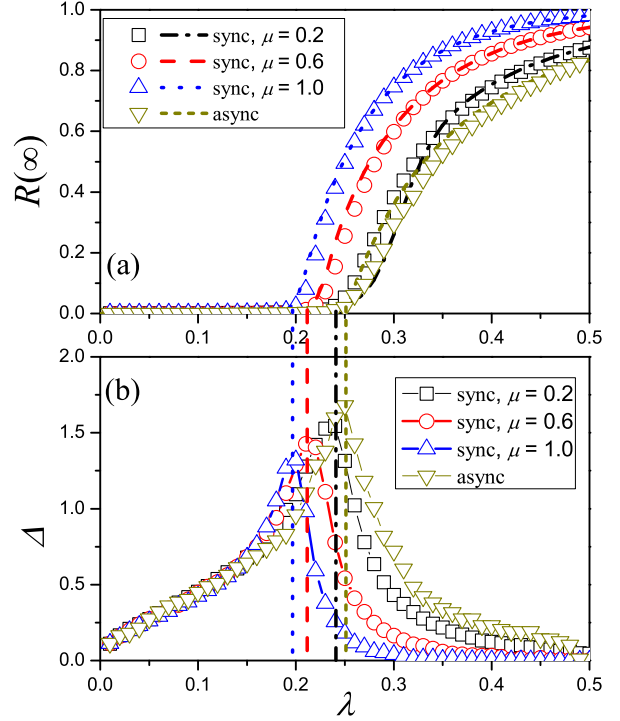 1.0
0.8
0.6
0.4
0.2
0.0
R(∞)
sync, μ = 0.2
sync, μ = 0.6
sync, μ = 1.0
async
(a)
0.0 0.1 0.2 0.3 0.4 0.5
2.0
1.5
1.0
0.5
0.0
Δ
(b)
sync, μ = 0.2
sync, μ = 0.6
sync, μ = 1.0
async
0.0 0.1 0.2 0.3 0.4 0.5
λ